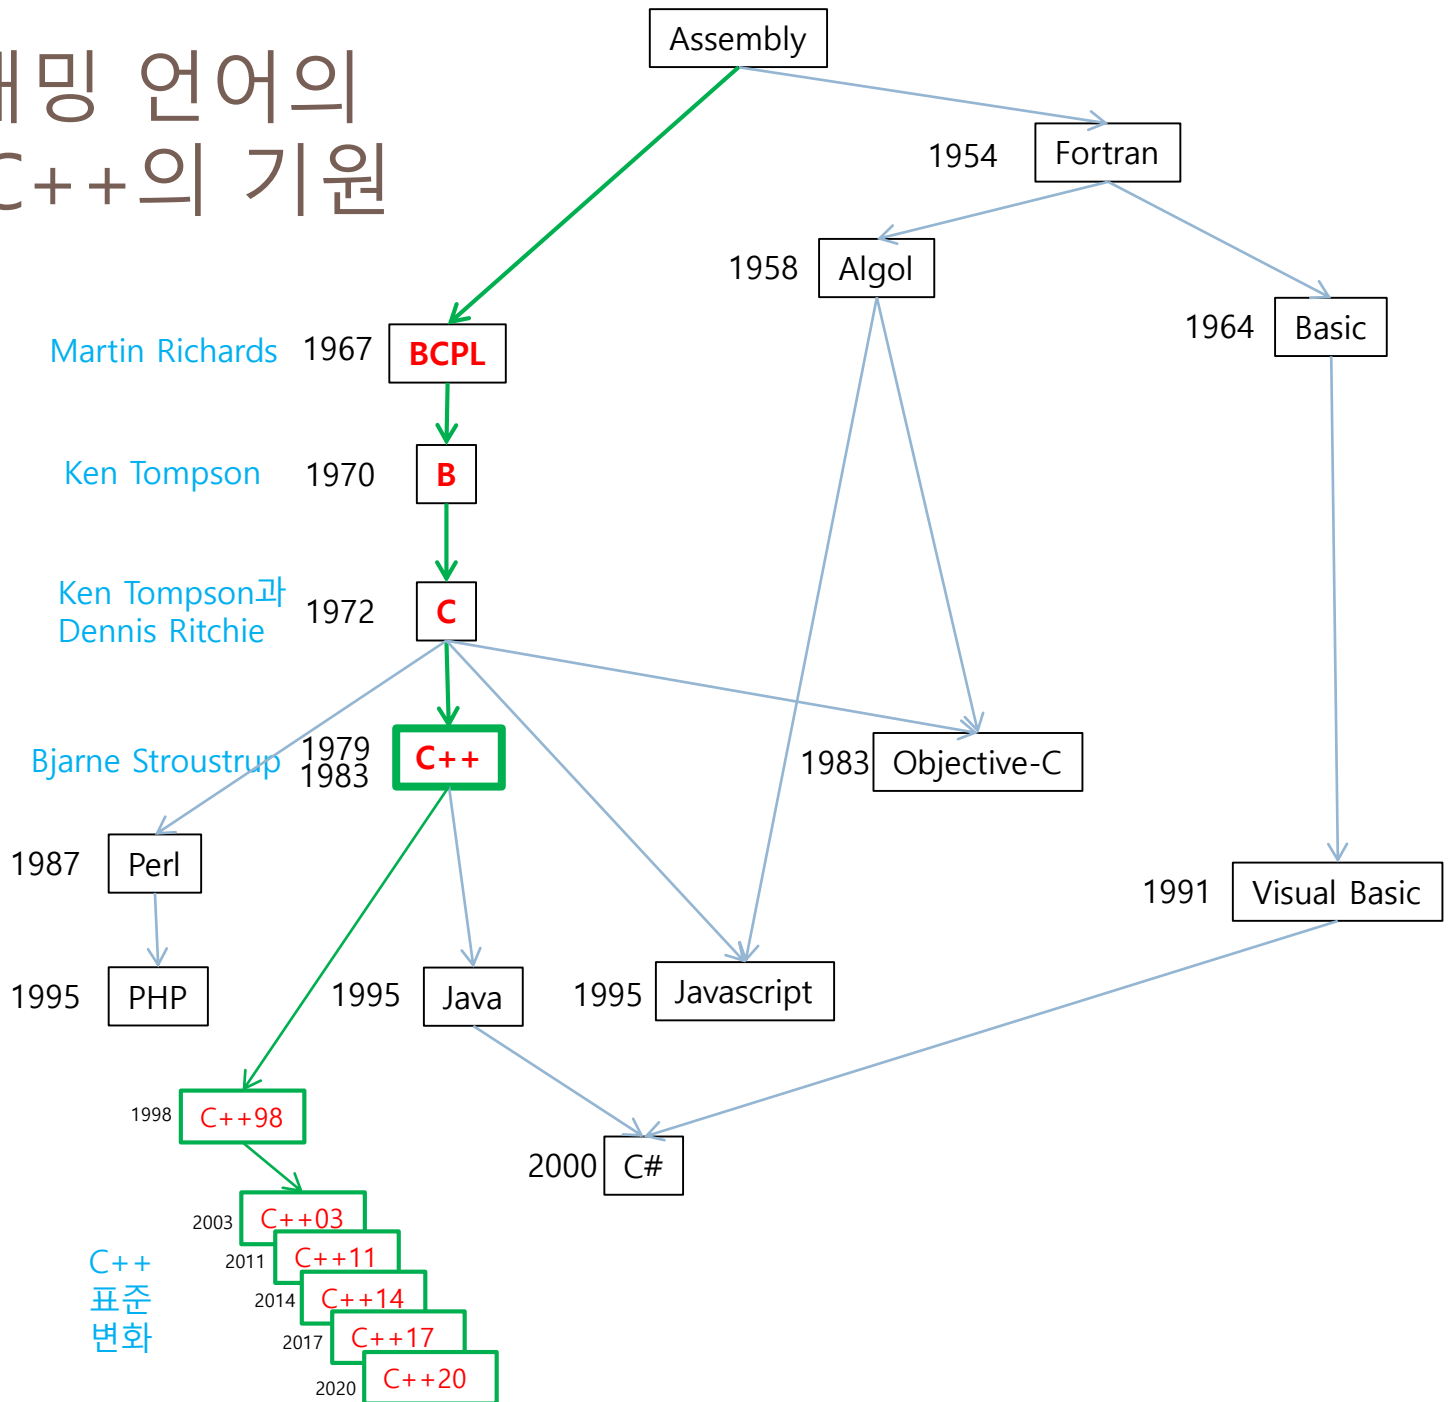 Assembly
언어의
C++의 기원
1954 Fortran
1958 Algol
1964 Basic
Martin Richards 1967 BCPL
Ken Tompson 1970 B
Ken Tompson과
Dennis Ritchie
1972 C
Bjarne Stroustrup
1979
1983
C++
1983 Objective-C
1987 Perl
1991 Visual Basic
1995 PHP
1995 Java
1995 Javascript
1998 C++98
2000 C#
2003 C++03
2011 C++11
2014 C++14
2017 C++17
2020 C++20
C++
표준
변화